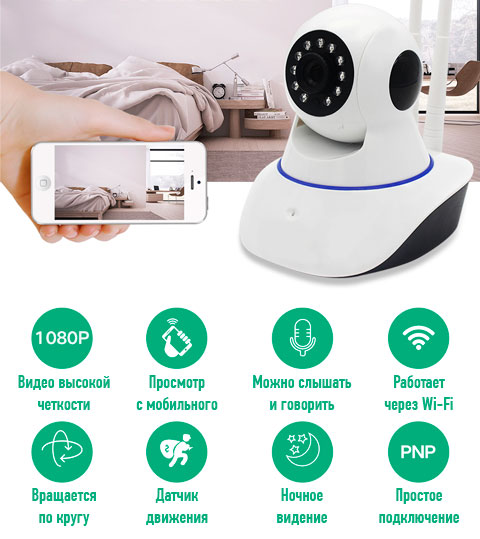 1080P
Видео высокой
четкости
Просмотр
с мобильного
Можно слышать
и говорить
Работает
через Wi-Fi
Вращается
по кругу
Датчик
движения
Ночное
видение
PNP
Простое
подключение